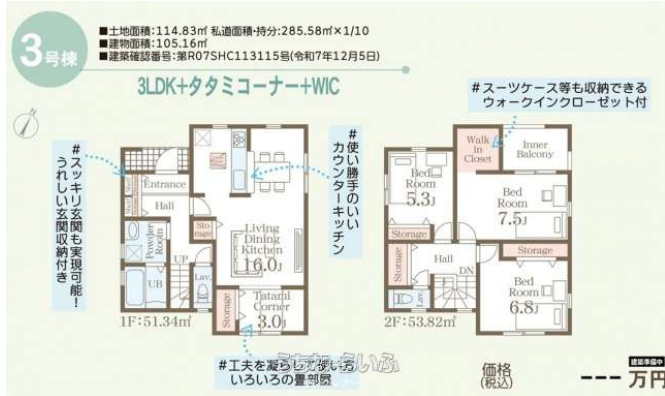 3号棟
■土地面積:114.83㎡ 私道面積・持分:285.58㎡×1/10
■建物面積:105.16㎡
■建築確認番号:第R07SHC113115号(令和7年12月5日)
3LDK+タタミコーナー+WIC
#スーツケース等も収納できる
ウォークインクローゼット付
N
#スッキリ玄関も実現可能!
うれしい玄関収納付き
#使い勝手のいい
カウンターキッチン
Entrance
Hall
Powder
Room
UB
UP
Lav.
Sto
rage
Living
Dining
Kitchen
16.0J
Storage
Tatami
Corner
3.0J
1F:51.34㎡
#工夫を凝らして使い方
いろいろの畳部屋
Walk
in
Closet
Inner
Balcony
Bed
Room
5.3J
Bed
Room
7.5J
Storage
Storage
Storage
Hall
DN
Lav.
Bed
Room
6.8J
2F:53.82㎡
価格
(税込)
建築準備中
--- 万円